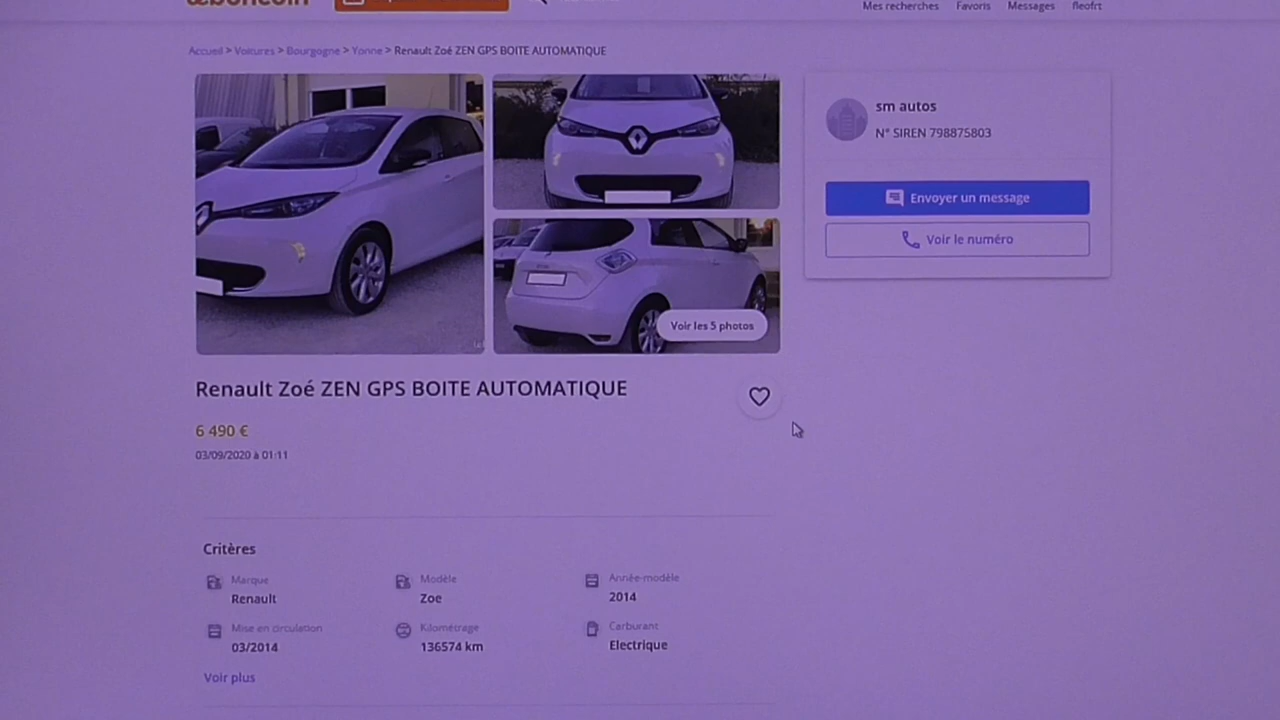 leboncoin
Mes recherches Favoris Messages fleofrt
Accueil > Voitures > Bourgogne > Yonne > Renault Zoé ZEN GPS BOITE AUTOMATIQUE
sm autos
N° SIREN 798875803
Envoyer un message
Voir le numéro
Voir les 5 photos
Renault Zoé ZEN GPS BOITE AUTOMATIQUE
6 490 €
03/09/2020 à 01:11
Critères
Marque Modèle Année-modèle
Renault Zoe 2014
Mise en circulation Kilométrage Carburant
03/2014 136574 km Electrique
Voir plus